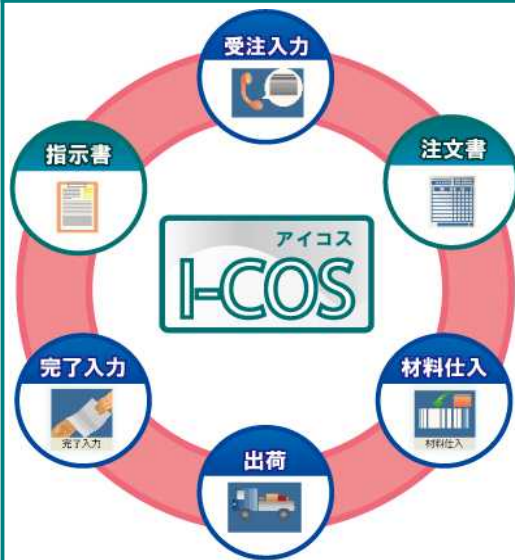 受注入力
指示書
注文書
アイコス
I-COS
完了入力
完了入力
材料仕入
材料仕入
出荷